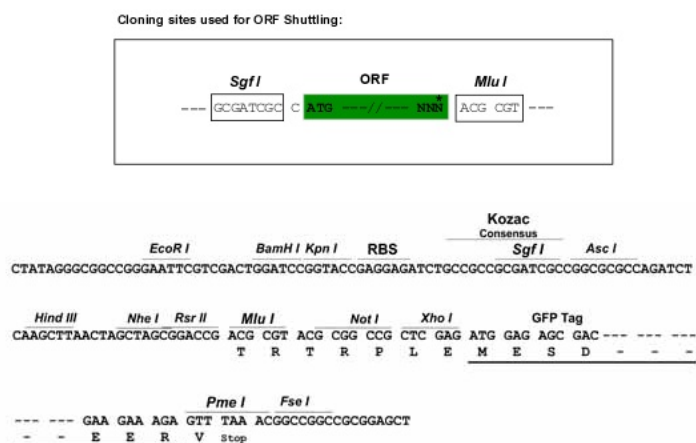 Cloning sites used for ORF Shuttling:
Sgf I ORF Mlu I
--- GCGATCGC C ATG ---//--- NNN* ACG CGT ---
Kozac
Consensus
EcoR I BamH I Kpn I RBS Sgf I Asc I
CTATAGGGCGGCCGGGAATTCGTCGACTGGATCCGGTACCGAGGAGATCTGCCGCCGCGATCGCCGGCGCGCCAGATCT
Hind III Nhe I Rsr II Mlu I Not I Xho I GFP Tag
CAAGCTTAACTAGCTAGCGGACCG ACG CGT ACG CGG CCG CTC GAG ATG GAG AGC GAC --- ---
T R T R P L E M E S D - - -
Pme I Fse I
--- --- GAA GAA AGA GTT TAA ACGGCCGGCCGCGGAGCT
- - E E R V Stop